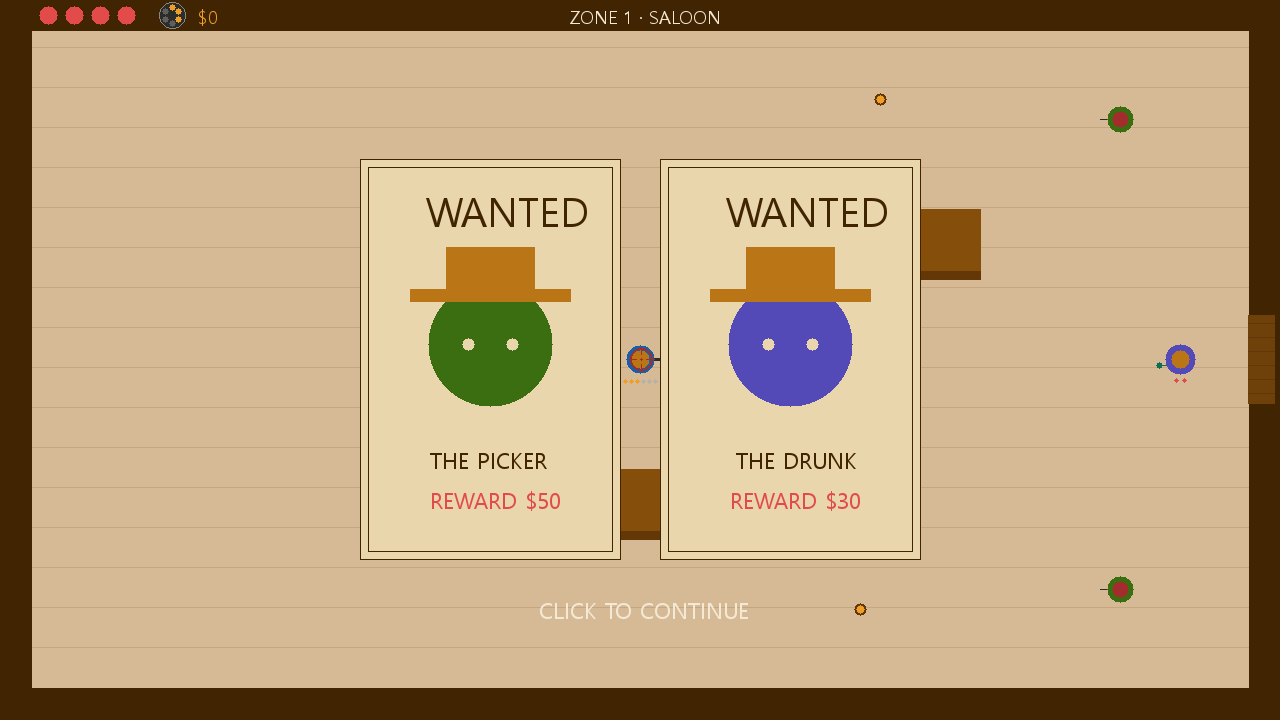 $0
ZONE 1 · SALOON
WANTED
THE PICKER
REWARD $50
WANTED
THE DRUNK
REWARD $30
CLICK TO CONTINUE